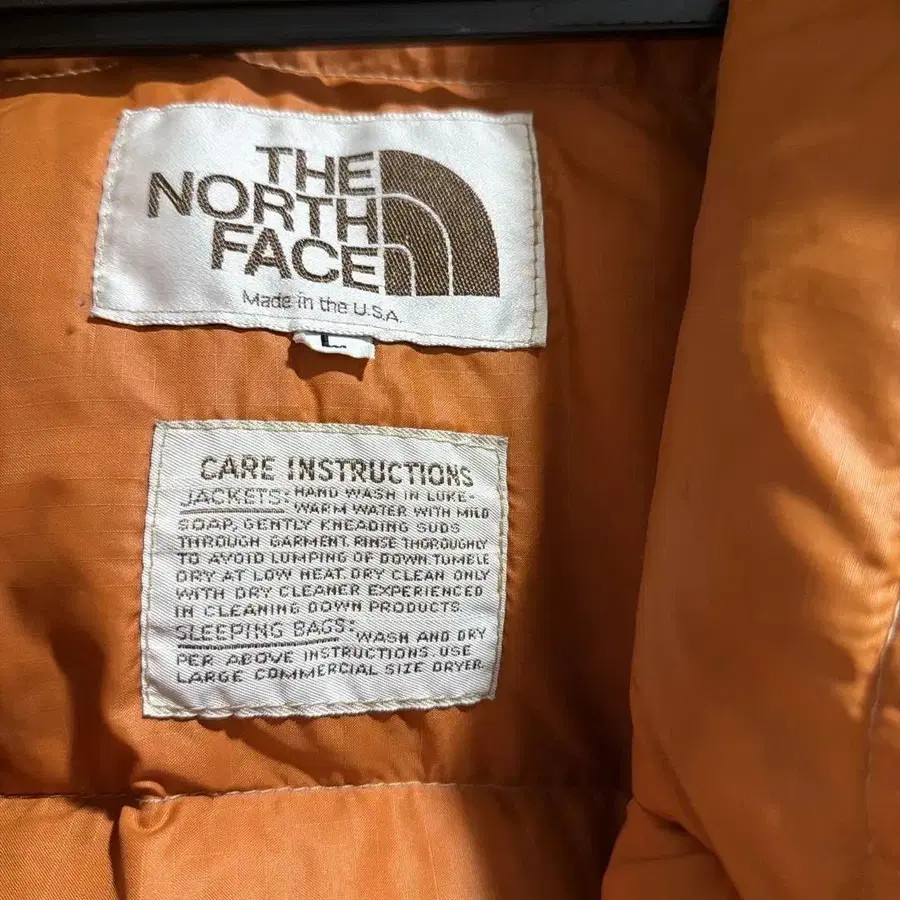 THE
NORTH
FACE
Made in the U.S.A.
L
CARE INSTRUCTIONS
JACKETS: HAND WASH IN LUKE-
WARM WATER WITH MILD
SOAP, GENTLY KNEADING SUDS
THROUGH GARMENT. RINSE THOROUGHLY
TO AVOID LUMPING OF DOWN. TUMBLE
DRY AT LOW HEAT. DRY CLEAN ONLY
WITH DRY CLEANER EXPERIENCED
IN CLEANING DOWN PRODUCTS.
SLEEPING BAGS: WASH AND DRY
PER ABOVE INSTRUCTIONS. USE
LARGE COMMERCIAL SIZE DRYER.